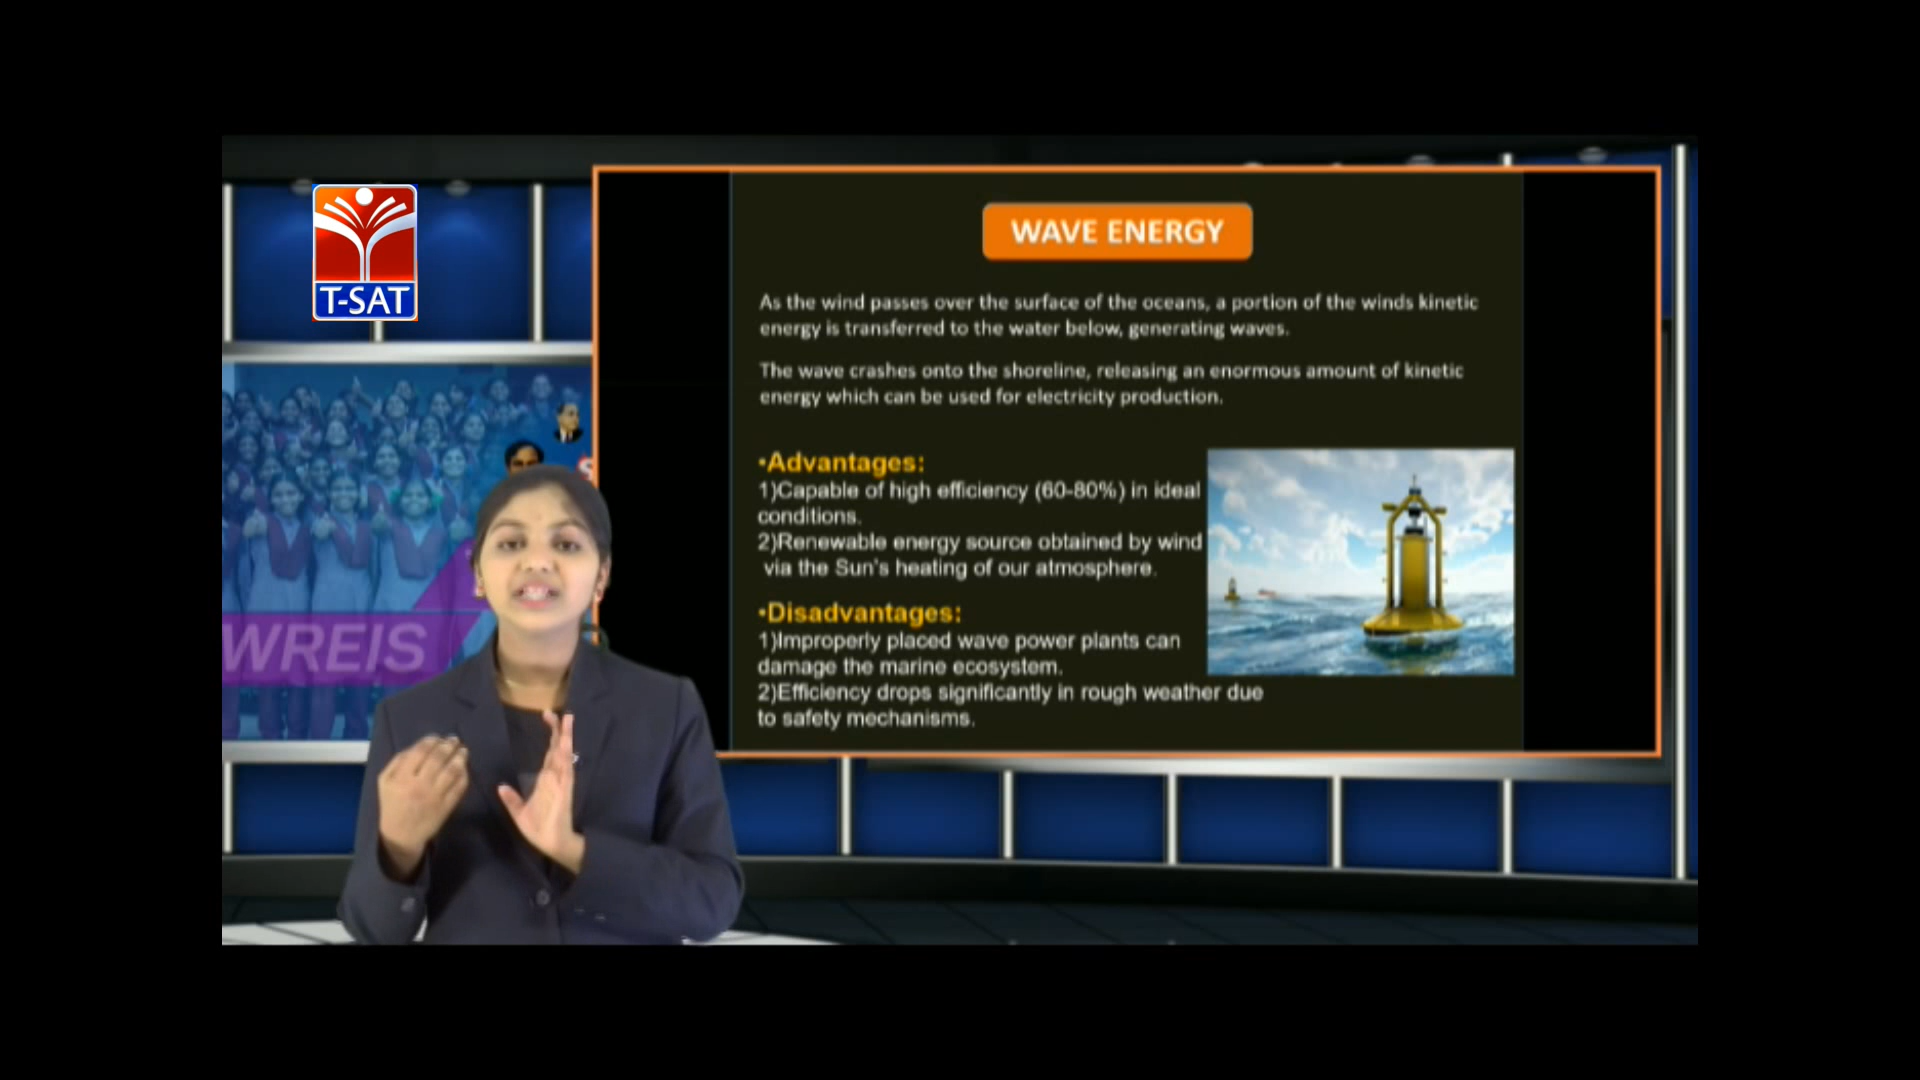 T-SAT
WAVE ENERGY
As the wind passes over the surface of the oceans, a portion of the winds kinetic
energy is transferred to the water below, generating waves.
The wave crashes onto the shoreline, releasing an enormous amount of kinetic
energy which can be used for electricity production.
•Advantages:
1)Capable of high efficiency (60-80%) in ideal
conditions.
2)Renewable energy source obtained by wind
via the Sun's heating of our atmosphere.
•Disadvantages:
1)Improperly placed wave power plants can
damage the marine ecosystem.
2)Efficiency drops significantly in rough weather due
to safety mechanisms.
WREIS